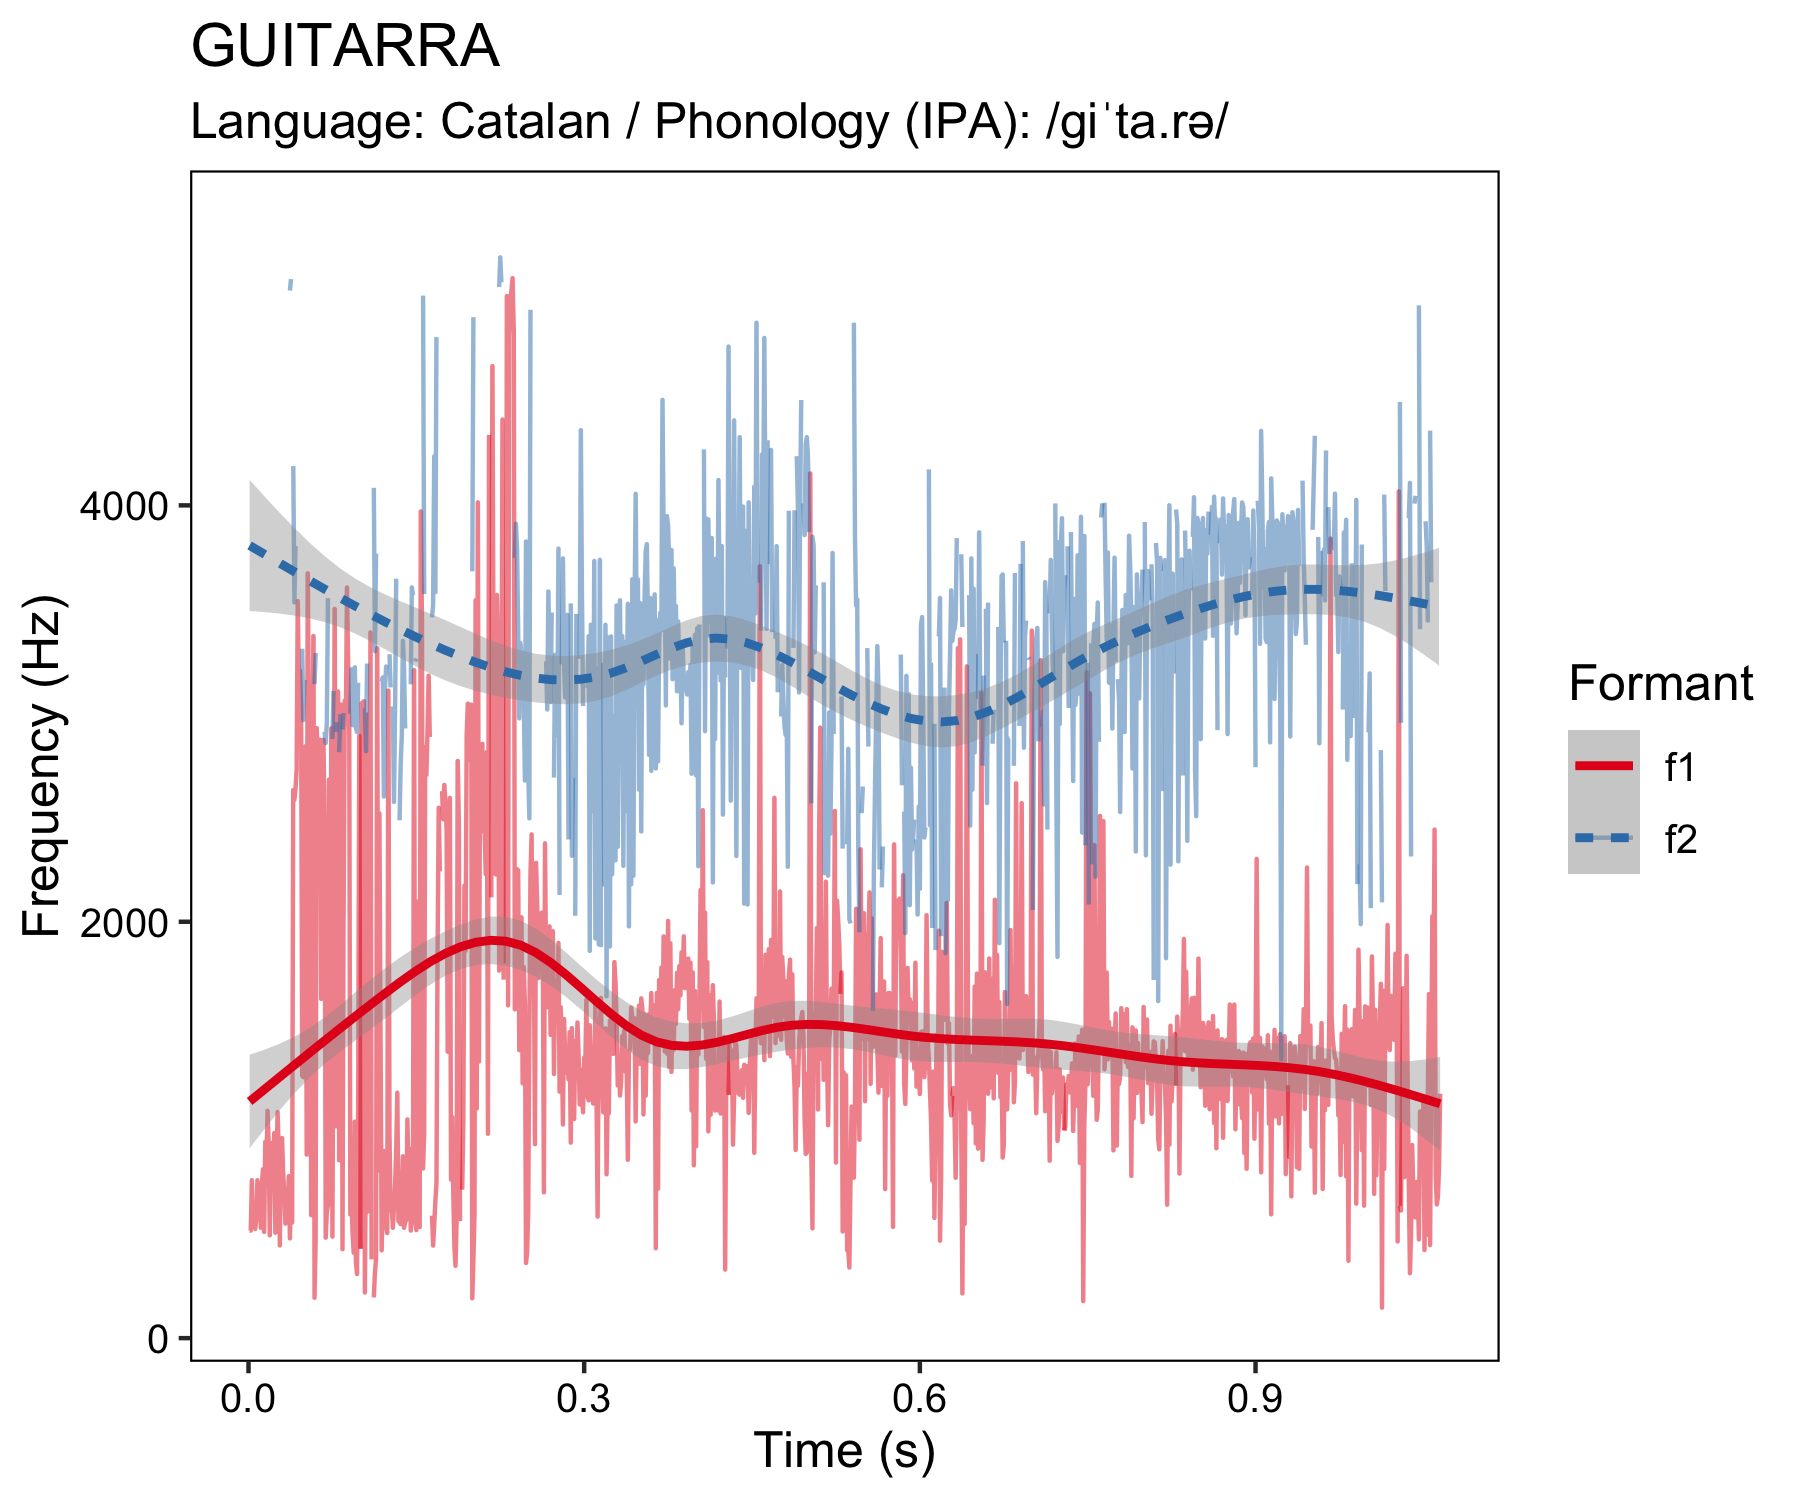 GUITARRA
Language: Catalan / Phonology (IPA): /giˈta.rə/
Frequency (Hz)
4000
2000
0
0.0 0.3 0.6 0.9
Time (s)
Formant
f1
f2